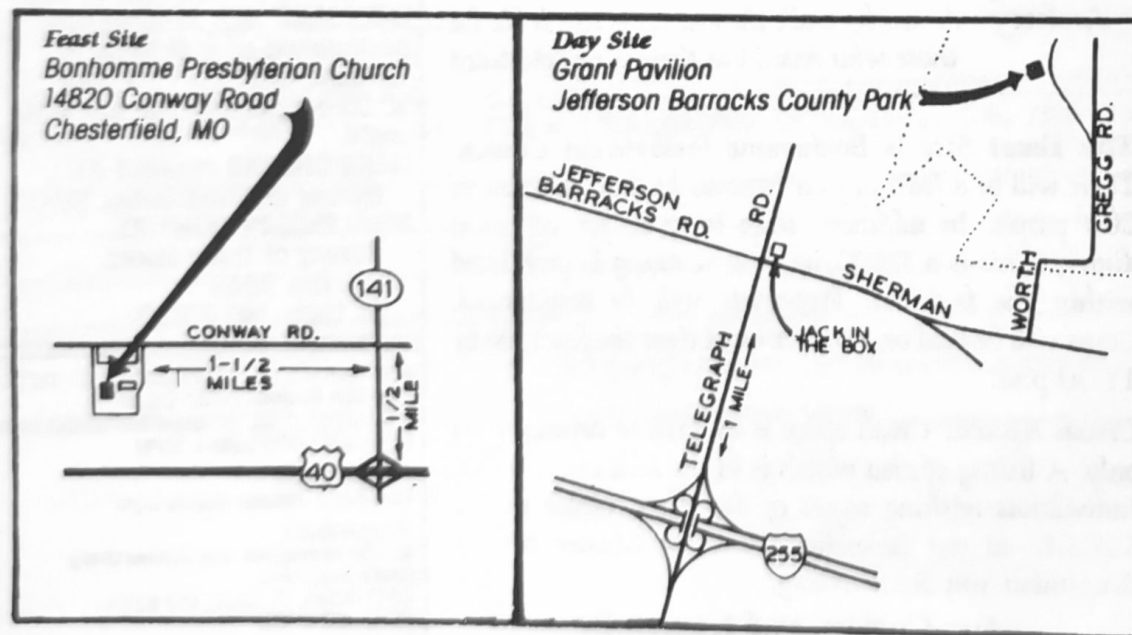 Feast Site
Bonhomme Presbyterian Church
14820 Conway Road
Chesterfield, MO
141
CONWAY RD.
1-1/2
MILES
1/2
MILE
40
Day Site
Grant Pavilion
Jefferson Barracks County Park
GREGG RD.
JEFFERSON
BARRACKS RD
RD.
SHERMAN
WORTH
JACK IN
THE BOX
TELEGRAPH
1 MILE
255